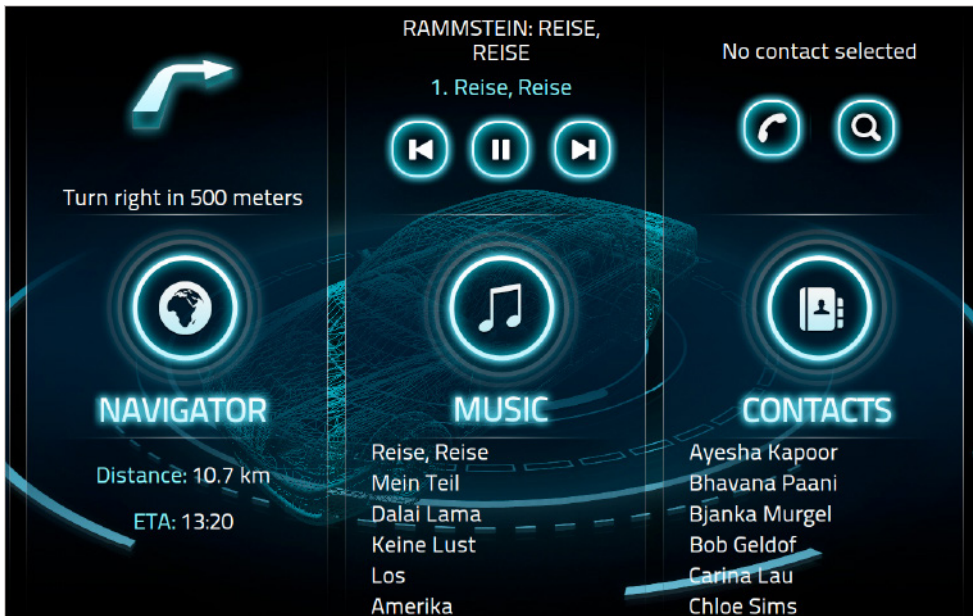 Turn right in 500 meters
NAVIGATOR
Distance: 10.7 km
ETA: 13:20
RAMMSTEIN: REISE,
REISE
1. Reise, Reise
MUSIC
Reise, Reise
Mein Teil
Dalai Lama
Keine Lust
Los
Amerika
No contact selected
CONTACTS
Ayesha Kapoor
Bhavana Paani
Bjanka Murgel
Bob Geldof
Carina Lau
Chloe Sims